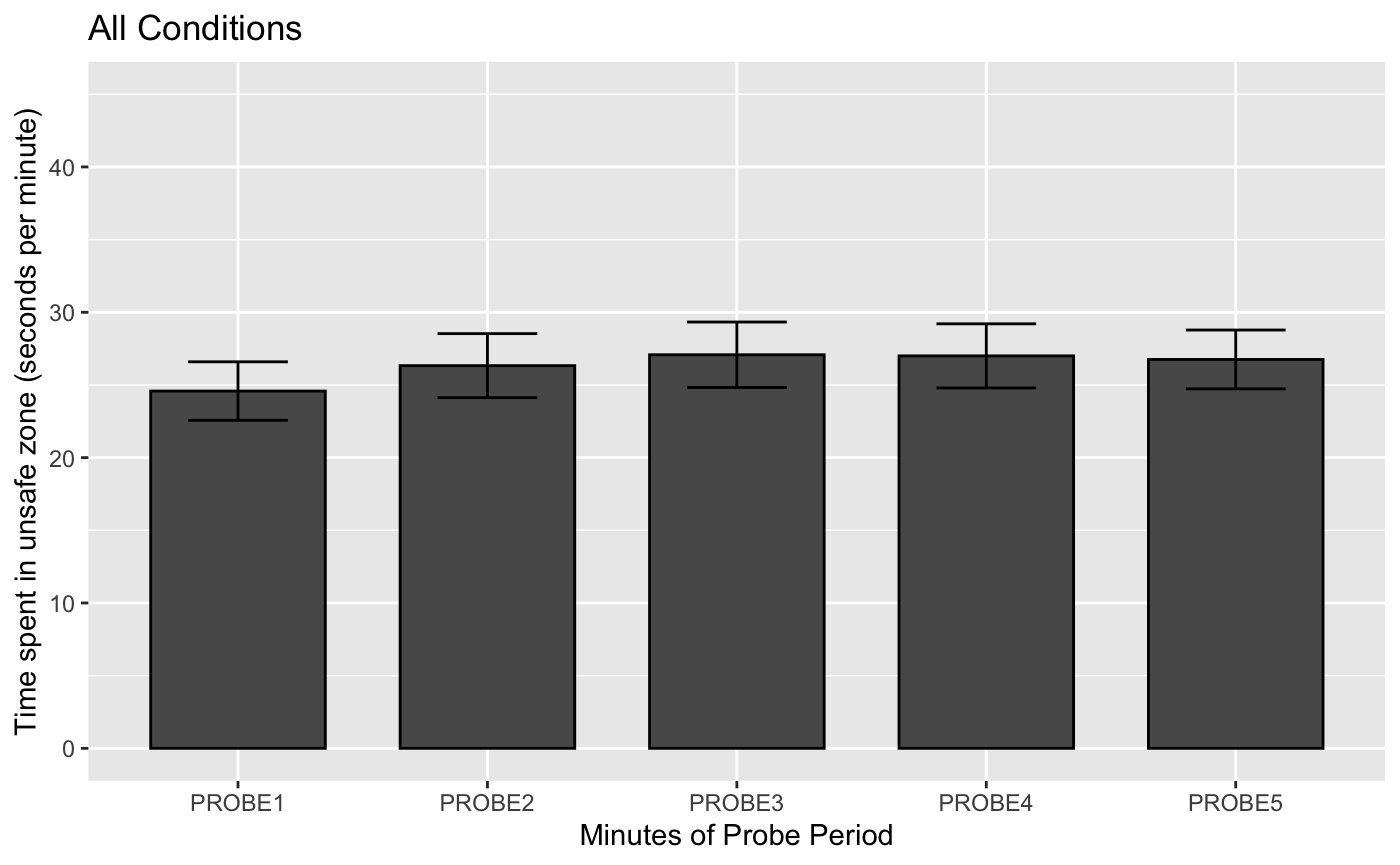 All Conditions
Time spent in unsafe zone (seconds per minute)
40
30
20
10
0
PROBE1 PROBE2 PROBE3 PROBE4 PROBE5
Minutes of Probe Period